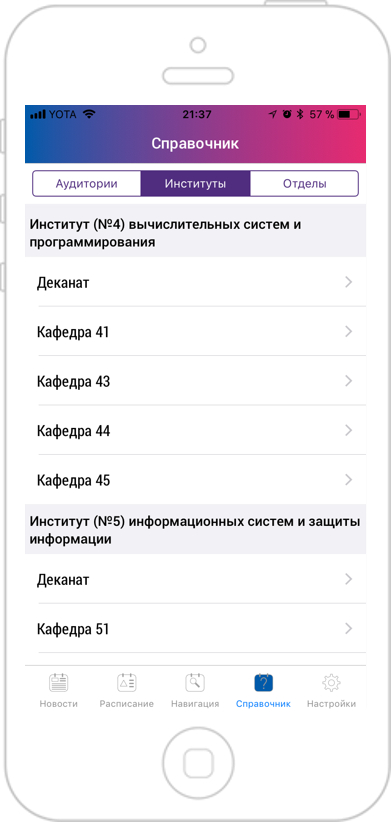 YOTA 21:37 57 %
Справочник
Аудитории Институты Отделы
Институт (№4) вычислительных систем и
программирования
Деканат
Кафедра 41
Кафедра 43
Кафедра 44
Кафедра 45
Институт (№5) информационных систем и защиты
информации
Деканат
Кафедра 51
Новости Расписание Навигация Справочник Настройки